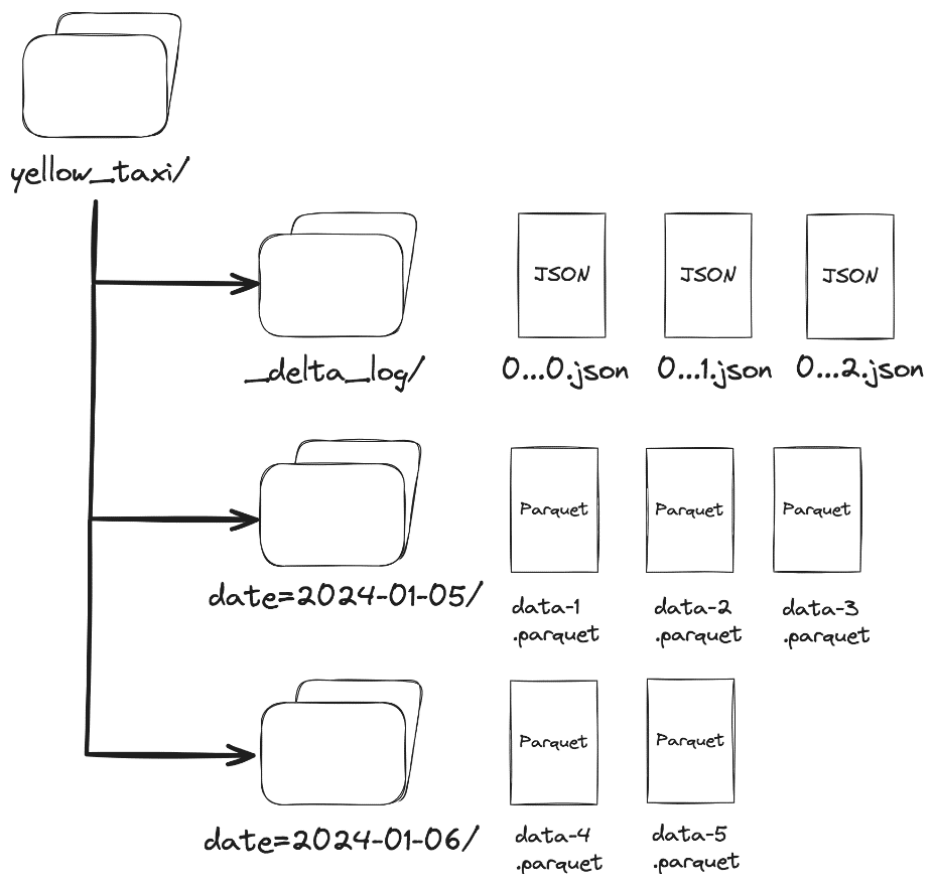 yellow_taxi/
JSON
JSON
JSON
_delta_log/
0...0.json
0...1.json
0...2.json
Parquet
Parquet
Parquet
date=2024-01-05/
data-1
.parquet
data-2
.parquet
data-3
.parquet
Parquet
Parquet
date=2024-01-06/
data-4
.parquet
data-5
.parquet